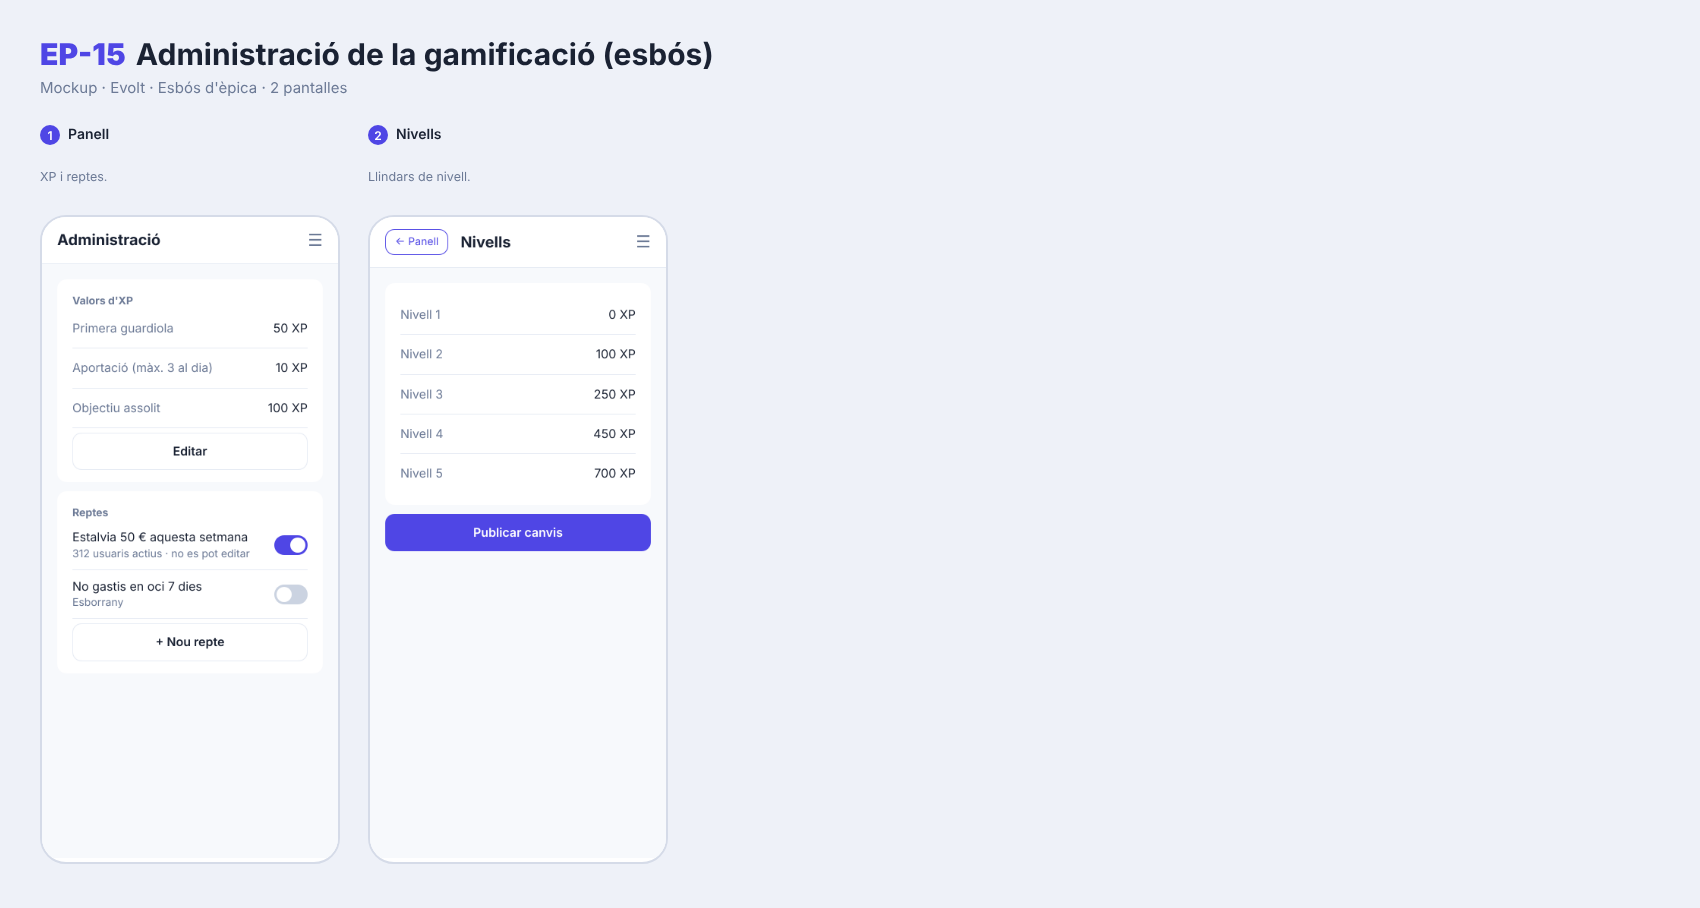 EP-15 Administració de la gamificació (esbós)
Mockup · Evolt · Esbós d'èpica · 2 pantalles
1 Panell
XP i reptes.
Administració ☰
Valors d'XP
Primera guardiola 50 XP
Aportació (màx. 3 al dia) 10 XP
Objectiu assolit 100 XP
Editar
Reptes
Estalvia 50 € aquesta setmana
312 usuaris actius · no es pot editar
No gastis en oci 7 dies
Esborrany
+ Nou repte
2 Nivells
Llindars de nivell.
← Panell Nivells ☰
Nivell 1 0 XP
Nivell 2 100 XP
Nivell 3 250 XP
Nivell 4 450 XP
Nivell 5 700 XP
Publicar canvis